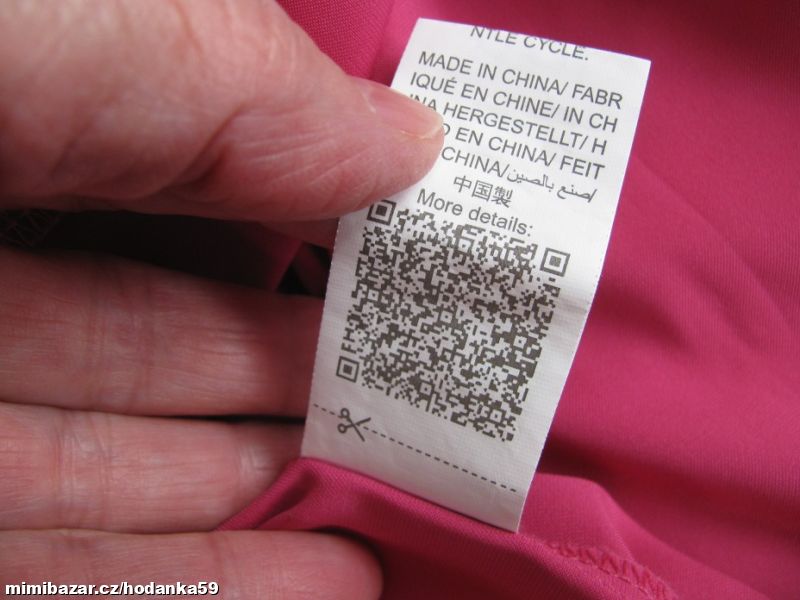 NTLE CYCLE.
MADE IN CHINA/ FABR
IQUÉ EN CHINE/ IN CH
INA HERGESTELLT/ H
O EN CHINA/ FEIT
CHINA/صنع بالصين/
中国製
More details:
mimibazar.cz/hodanka59